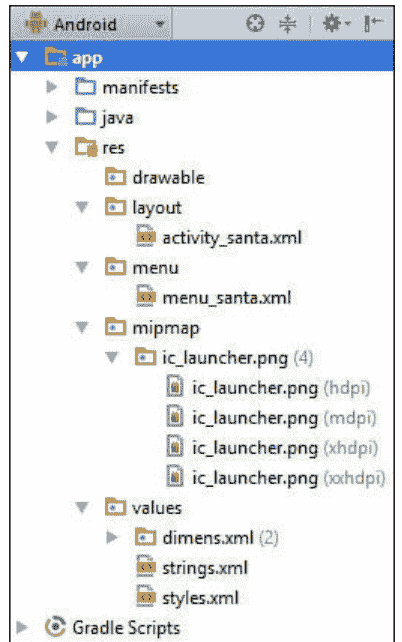 Android
app
manifests
java
res
drawable
layout
activity_santa.xml
menu
menu_santa.xml
mipmap
ic_launcher.png (4)
ic_launcher.png (hdpi)
ic_launcher.png (mdpi)
ic_launcher.png (xhdpi)
ic_launcher.png (xxhdpi)
values
dimens.xml (2)
strings.xml
styles.xml
Gradle Scripts